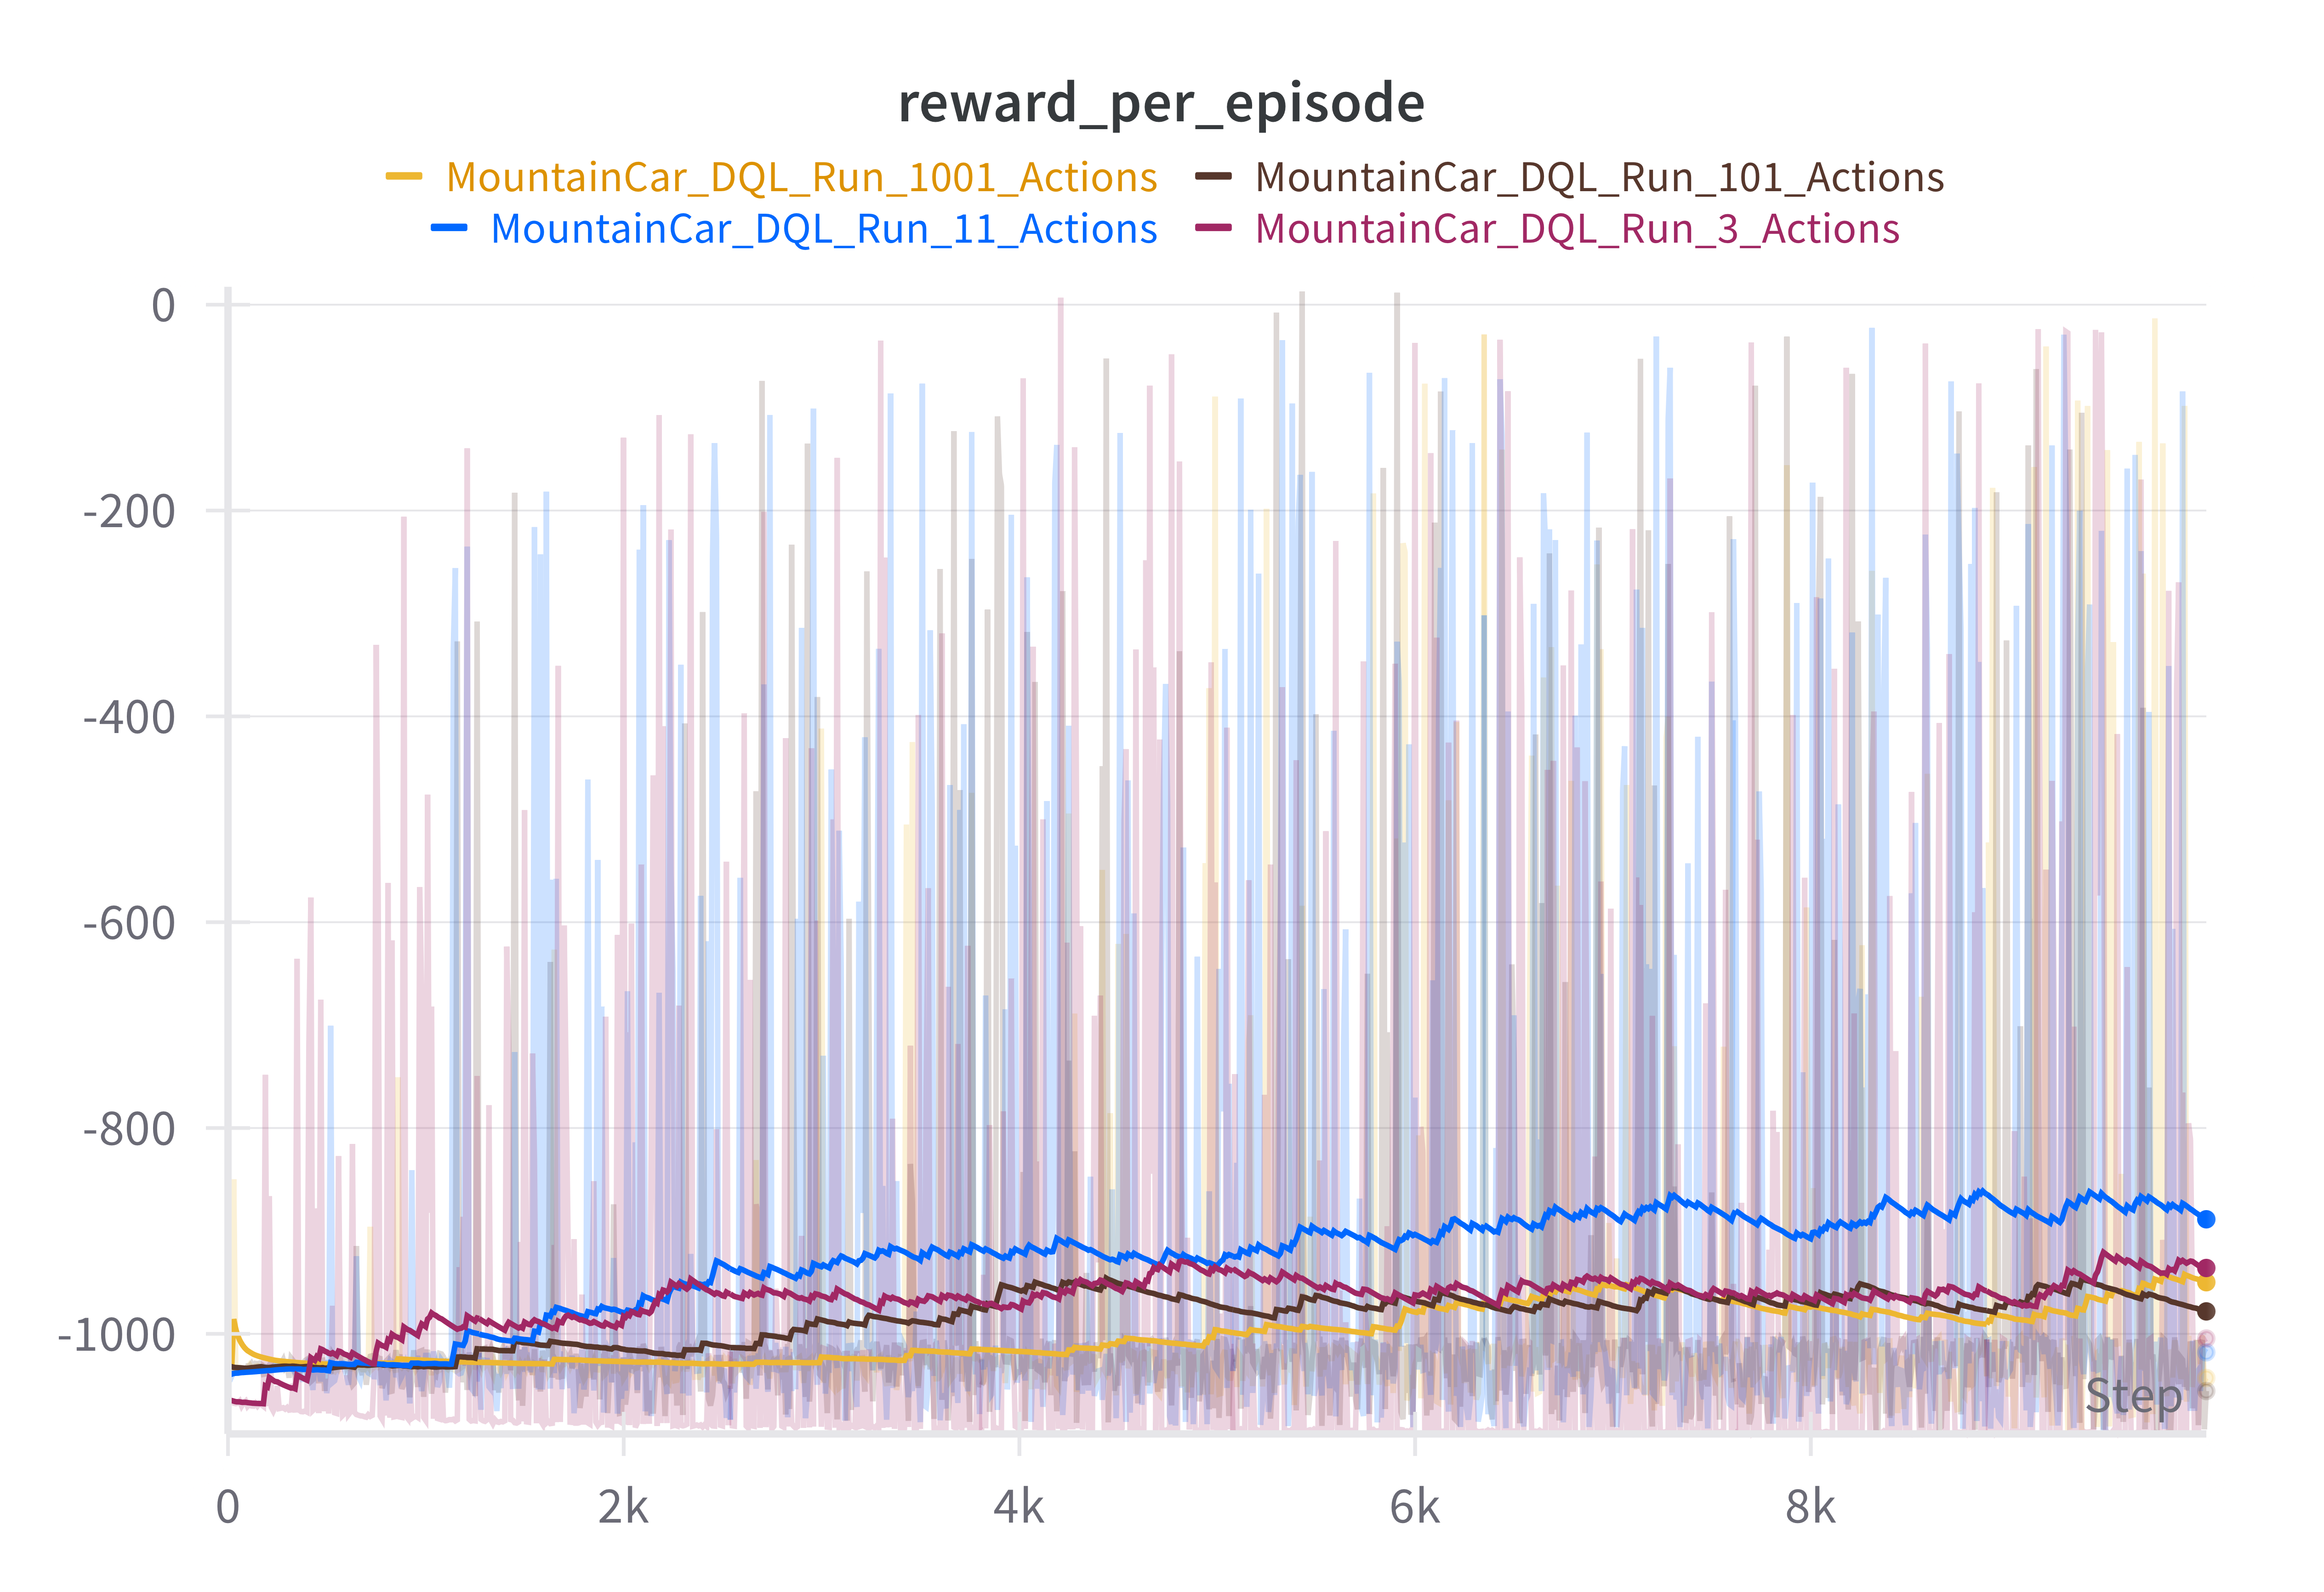 reward_per_episode
MountainCar_DQL_Run_1001_Actions MountainCar_DQL_Run_101_Actions
MountainCar_DQL_Run_11_Actions MountainCar_DQL_Run_3_Actions
0
-200
-400
-600
-800
-1000
Step
0 2k 4k 6k 8k